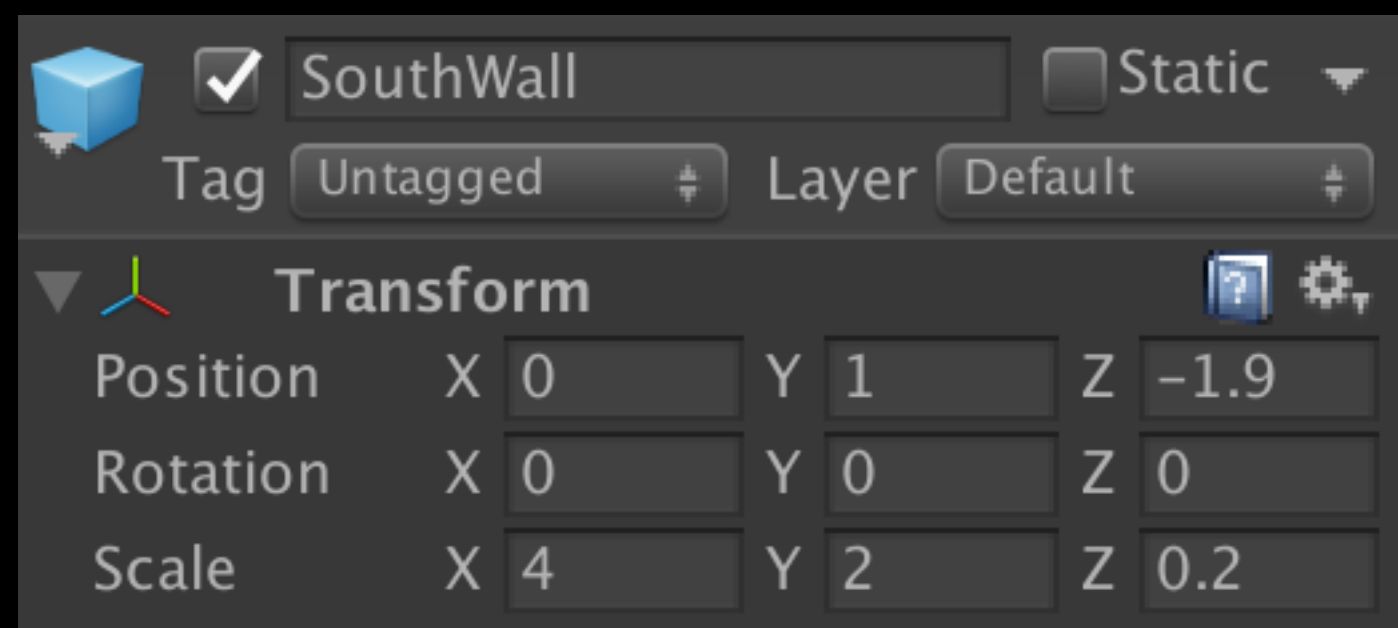 SouthWall Static
Tag Untagged Layer Default
Transform ?
Position X 0 Y 1 Z -1.9
Rotation X 0 Y 0 Z 0
Scale X 4 Y 2 Z 0.2